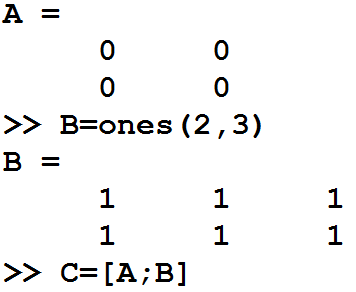 A =
0 0
0 0
>> B=ones(2,3)
B =
1 1 1
1 1 1
>> C=[A;B]